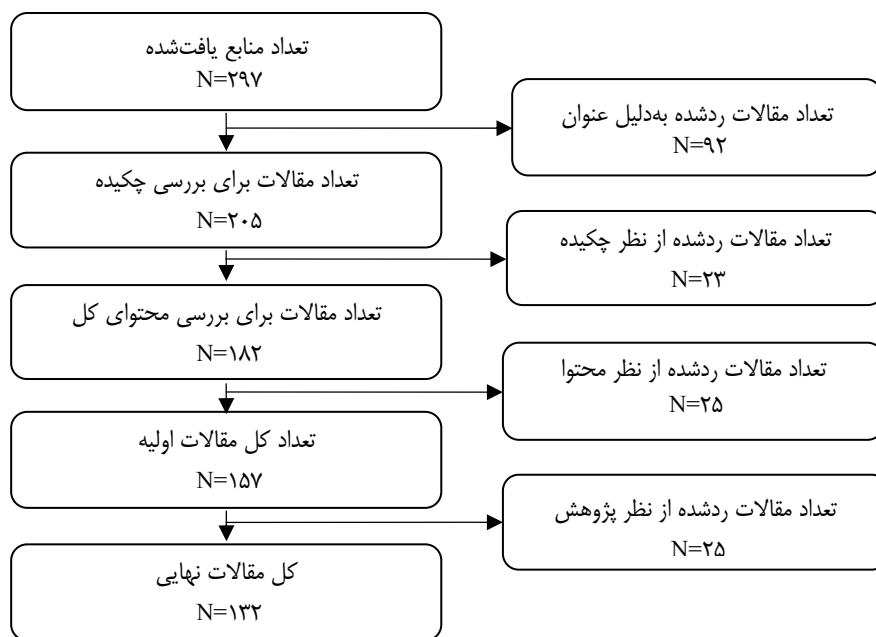 تعداد منابع یافت‌شده
N=۲۹۷
تعداد مقالات ردشده به‌دلیل عنوان
N=۹۲
تعداد مقالات برای بررسی چکیده
N=۲۰۵
تعداد مقالات ردشده از نظر چکیده
N=۲۳
تعداد مقالات برای بررسی محتوای کل
N=۱۸۲
تعداد مقالات ردشده از نظر محتوا
N=۲۵
تعداد کل مقالات اولیه
N=۱۵۷
تعداد مقالات ردشده از نظر پژوهش
N=۲۵
کل مقالات نهایی
N=۱۳۲